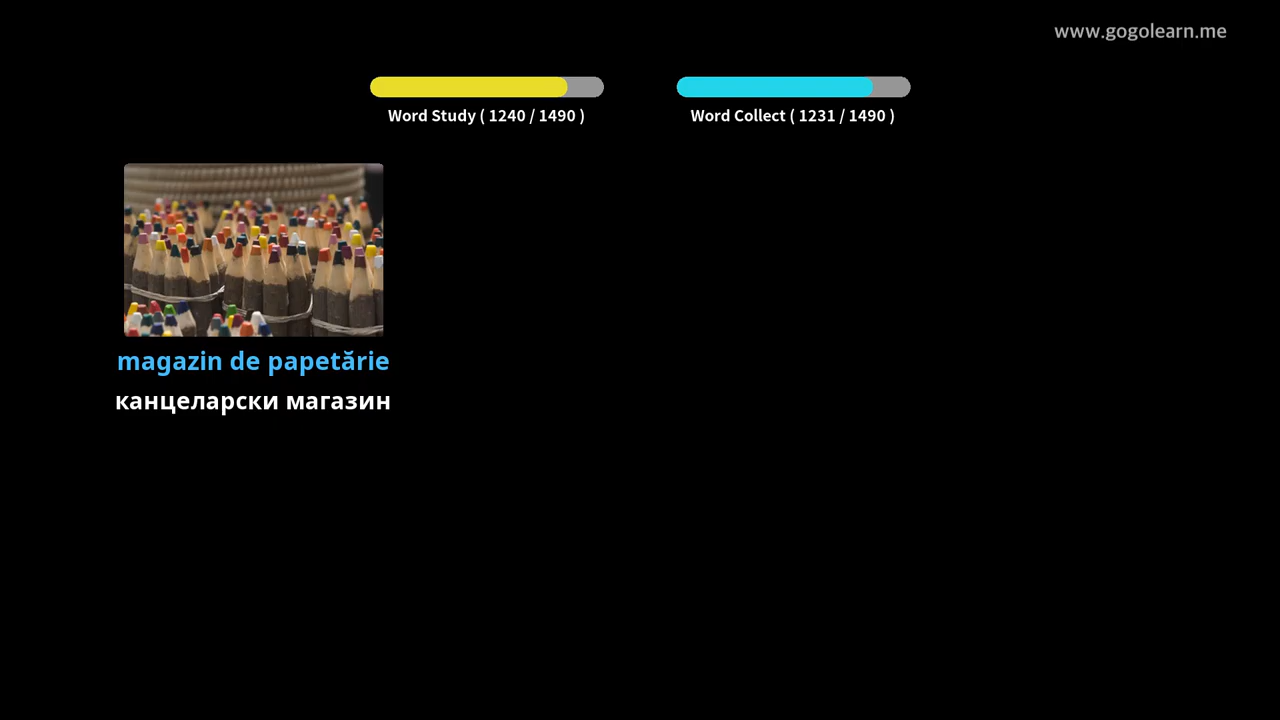 www.gogolearn.me
Word Study ( 1240 / 1490 )
Word Collect ( 1231 / 1490 )
magazin de papetărie
канцеларски магазин